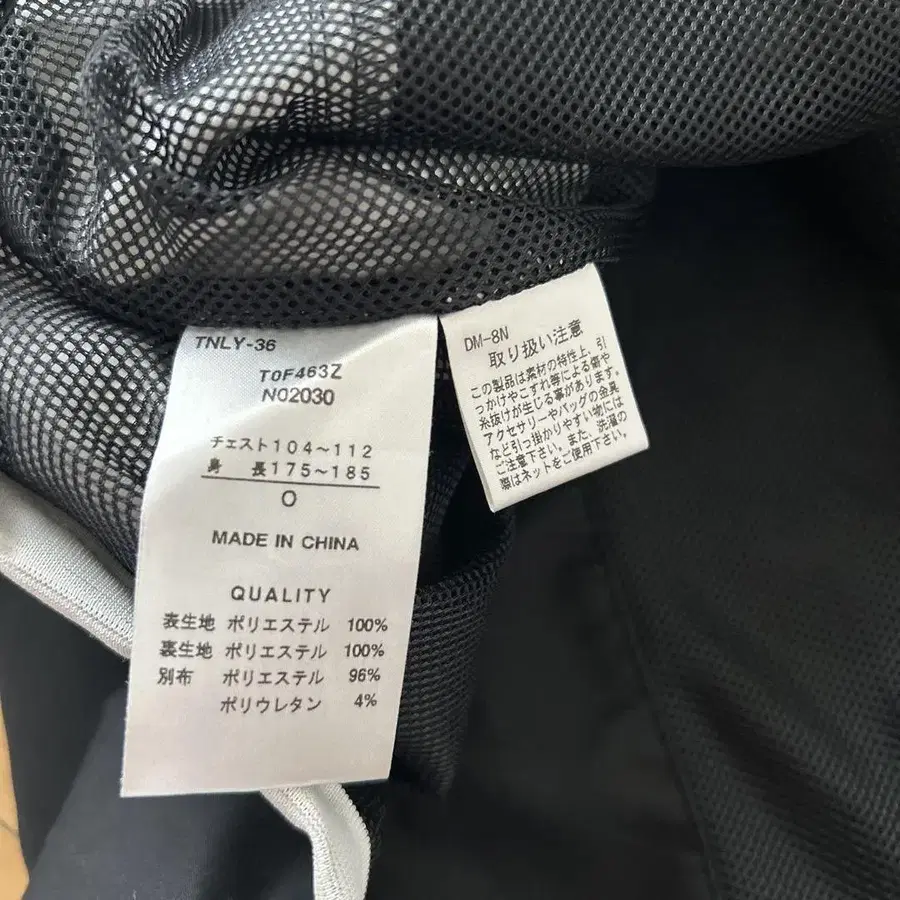 TNLY-36
T0F463Z
N02030
チェスト104~112
身 長175~185
O
MADE IN CHINA
QUALITY
表生地 ポリエステル 100%
裏生地 ポリエステル 100%
別布 ポリエステル 96%
ポリウレタン 4%
DM-8N
取り扱い注意
この製品は素材の特性上、引
っかけやこすれ等による傷や
糸抜けが生じる事があります。
アクセサリーやバッグの金具
など引っ掛かりやすい物には
ご注意下さい。また、洗濯の
際はネットをご使用下さい。